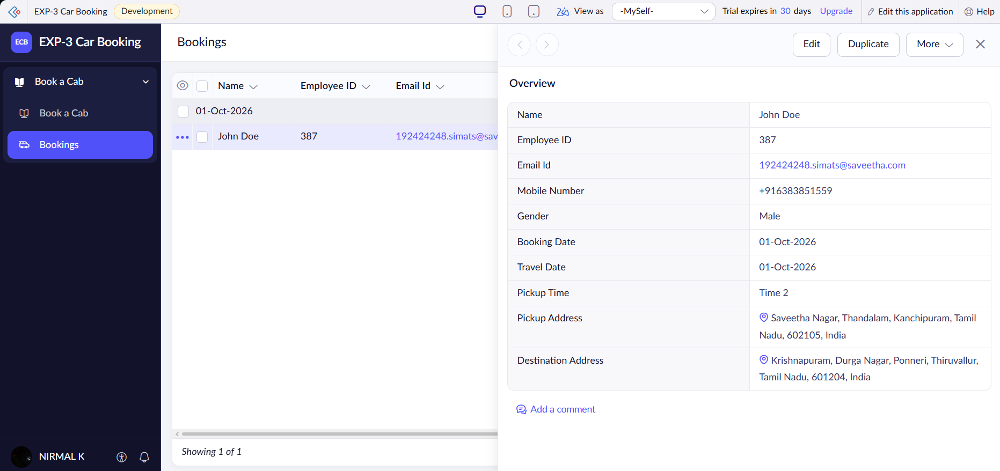 EXP-3 Car Booking Development View as -MySelf- Trial expires in 30 days Upgrade Edit this application Help
ECB EXP-3 Car Booking
Book a Cab
Book a Cab
Bookings
NIRMAL K
Bookings
Name Employee ID Email Id
01-Oct-2026
John Doe 387 192424248.simats@sav
Showing 1 of 1
Edit Duplicate More
Overview
Name John Doe
Employee ID 387
Email Id 192424248.simats@saveetha.com
Mobile Number +916383851559
Gender Male
Booking Date 01-Oct-2026
Travel Date 01-Oct-2026
Pickup Time Time 2
Pickup Address Saveetha Nagar, Thandalam, Kanchipuram, Tamil
Nadu, 602105, India
Destination Address Krishnapuram, Durga Nagar, Ponneri, Thiruvallur,
Tamil Nadu, 601204, India
Add a comment